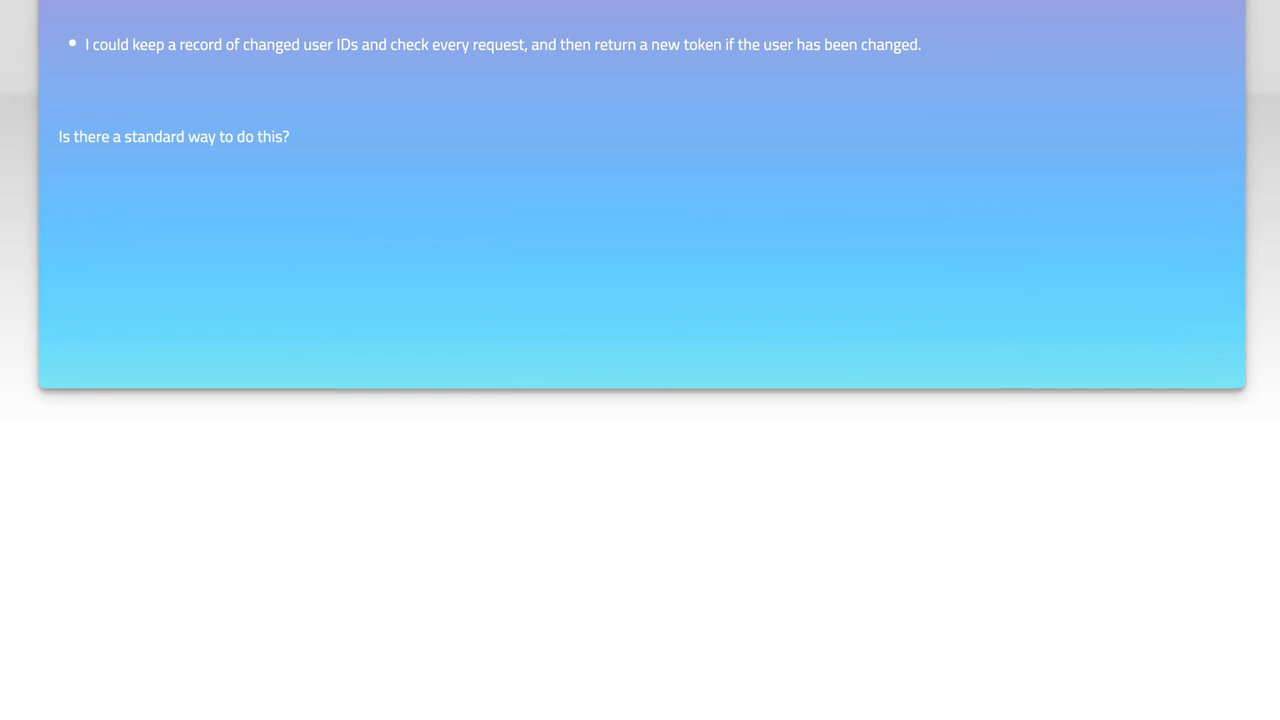 I could keep a record of changed user IDs and check every request, and then return a new token if the user has been changed.
Is there a standard way to do this?